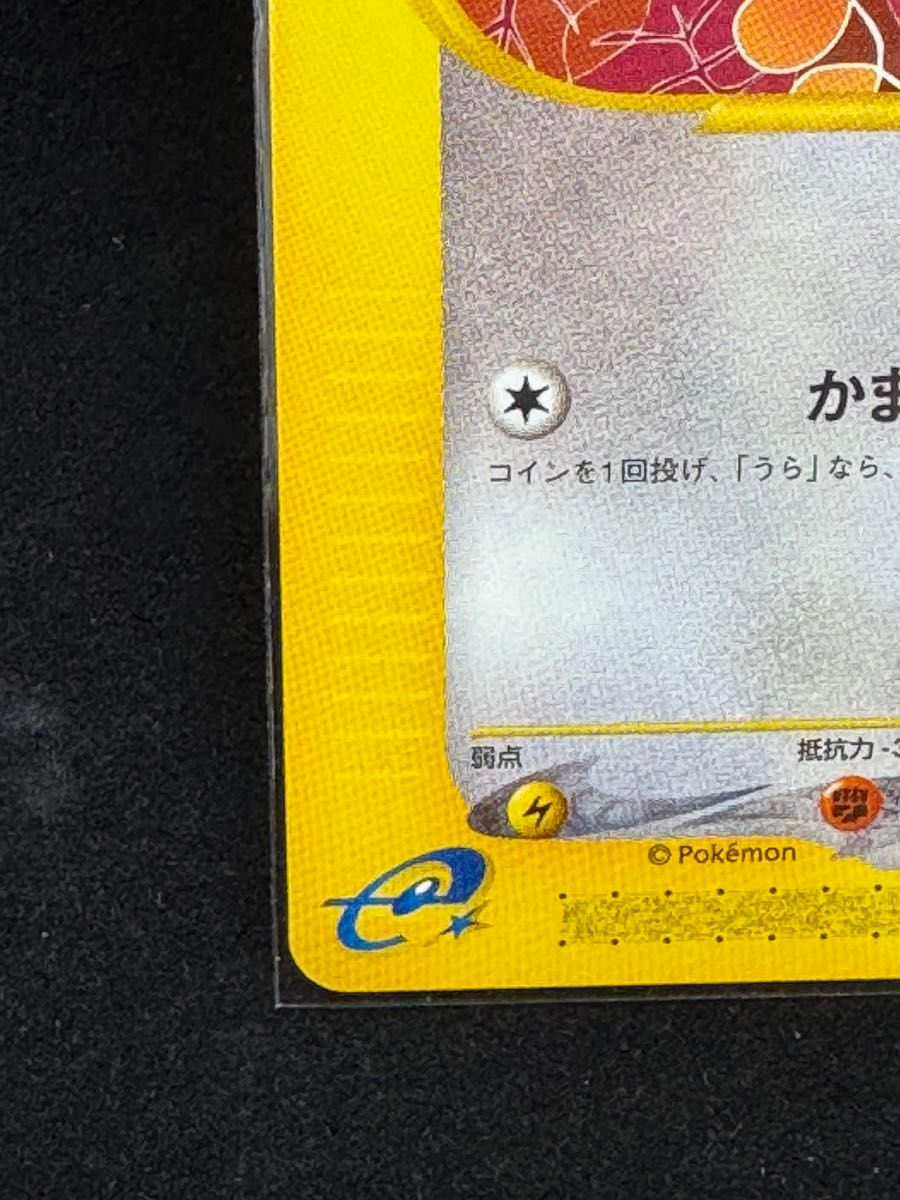 かま
コインを1回投げ、「うら」なら、
弱点
抵抗力 -3
© Pokémon
e